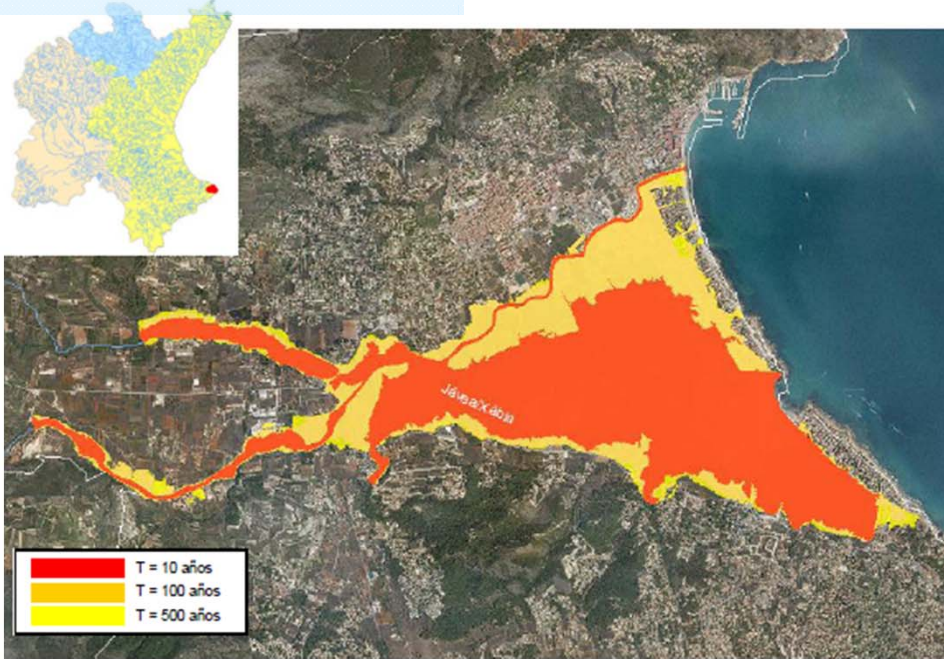 Jávea/Xàbia
T = 10 años
T = 100 años
T = 500 años